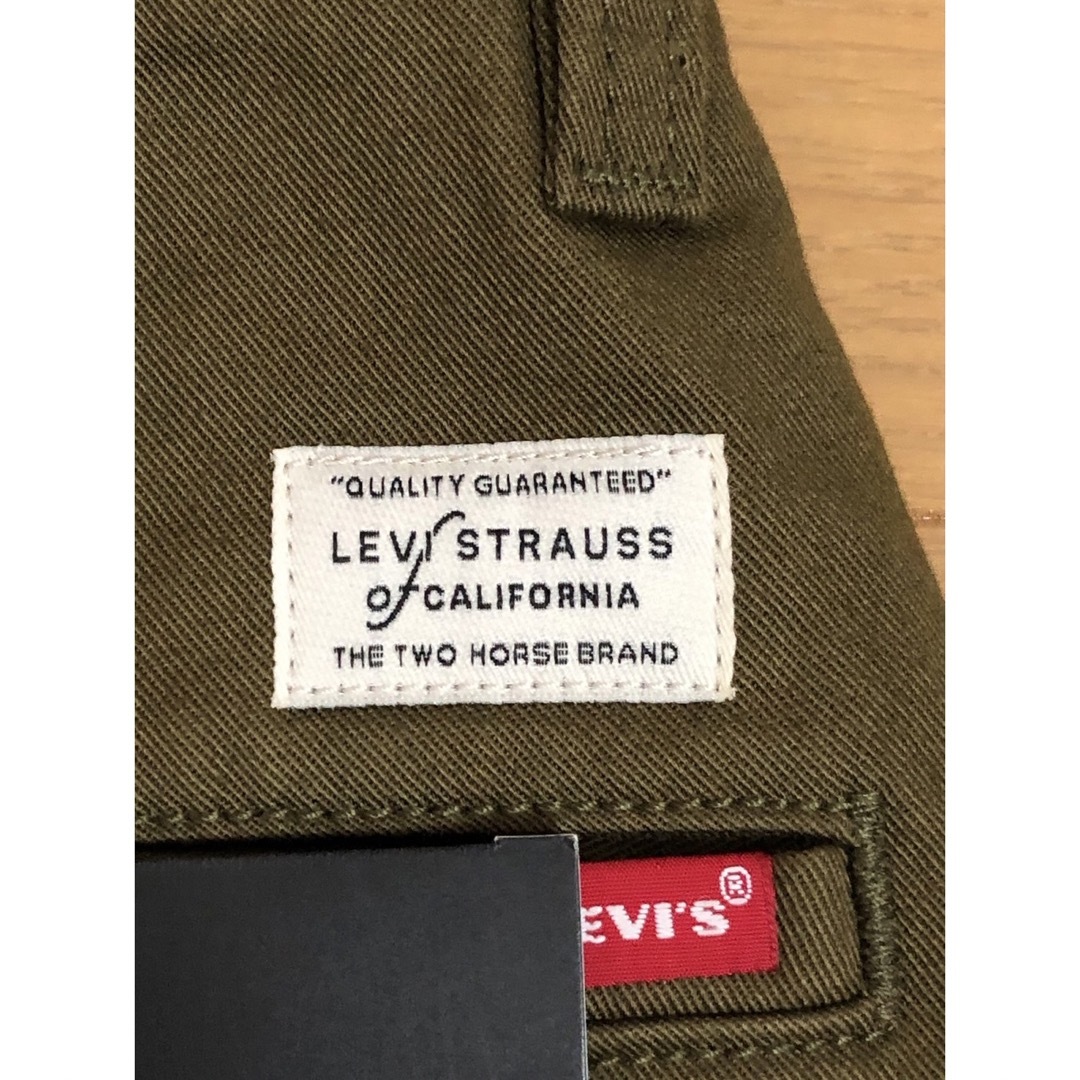 "QUALITY GUARANTEED"
LEVI STRAUSS
of CALIFORNIA
THE TWO HORSE BRAND
EVI'S®